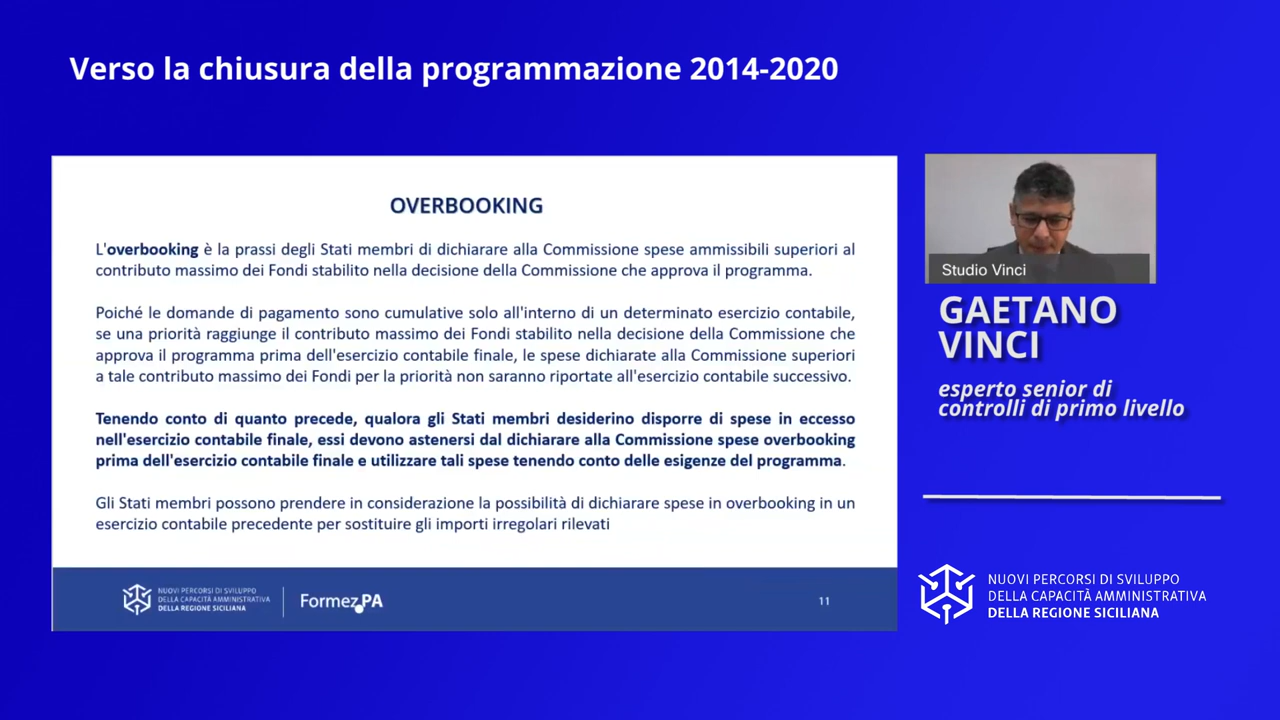 Verso la chiusura della programmazione 2014-2020
OVERBOOKING
L'overbooking è la prassi degli Stati membri di dichiarare alla Commissione spese ammissibili superiori al
contributo massimo dei Fondi stabilito nella decisione della Commissione che approva il programma.
Poiché le domande di pagamento sono cumulative solo all'interno di un determinato esercizio contabile,
se una priorità raggiunge il contributo massimo dei Fondi stabilito nella decisione della Commissione che
approva il programma prima dell'esercizio contabile finale, le spese dichiarate alla Commissione superiori
a tale contributo massimo dei Fondi per la priorità non saranno riportate all'esercizio contabile successivo.
Tenendo conto di quanto precede, qualora gli Stati membri desiderino disporre di spese in eccesso
nell'esercizio contabile finale, essi devono astenersi dal dichiarare alla Commissione spese overbooking
prima dell'esercizio contabile finale e utilizzare tali spese tenendo conto delle esigenze del programma.
Gli Stati membri possono prendere in considerazione la possibilità di dichiarare spese in overbooking in un
esercizio contabile precedente per sostituire gli importi irregolari rilevati
NUOVI PERCORSI DI SVILUPPO
DELLA CAPACITÀ AMMINISTRATIVA
DELLA REGIONE SICILIANA
Formez PA
11
Studio Vinci
GAETANO
VINCI
esperto senior di
controlli di primo livello
NUOVI PERCORSI DI SVILUPPO
DELLA CAPACITÀ AMMINISTRATIVA
DELLA REGIONE SICILIANA